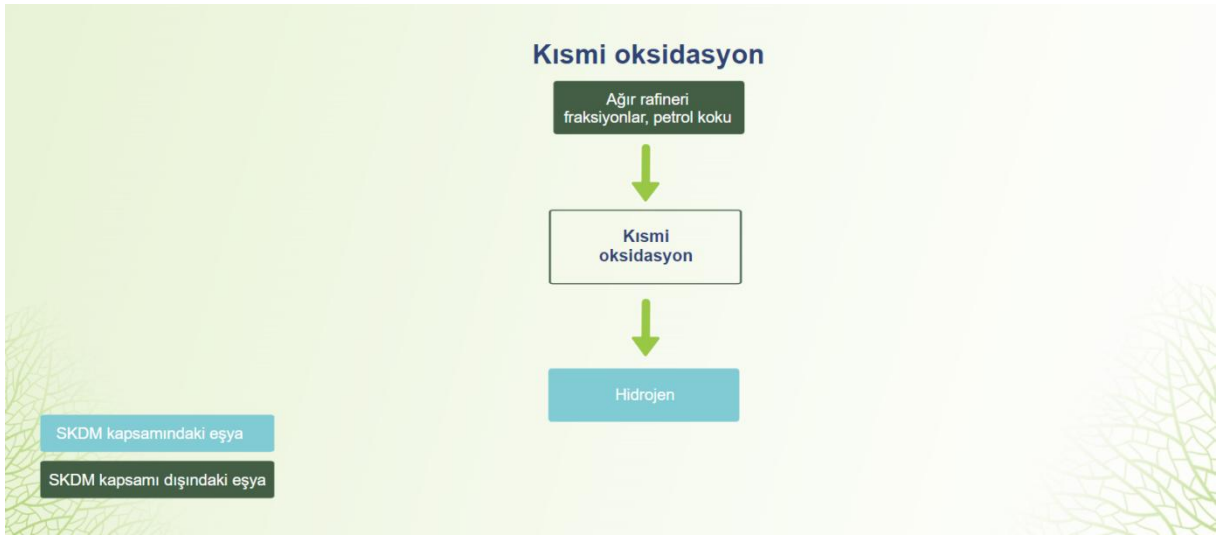 Kısmi oksidasyon
Ağır rafineri
fraksiyonlar, petrol koku
Kısmi
oksidasyon
Hidrojen
SKDM kapsamındaki eşya
SKDM kapsamı dışındaki eşya